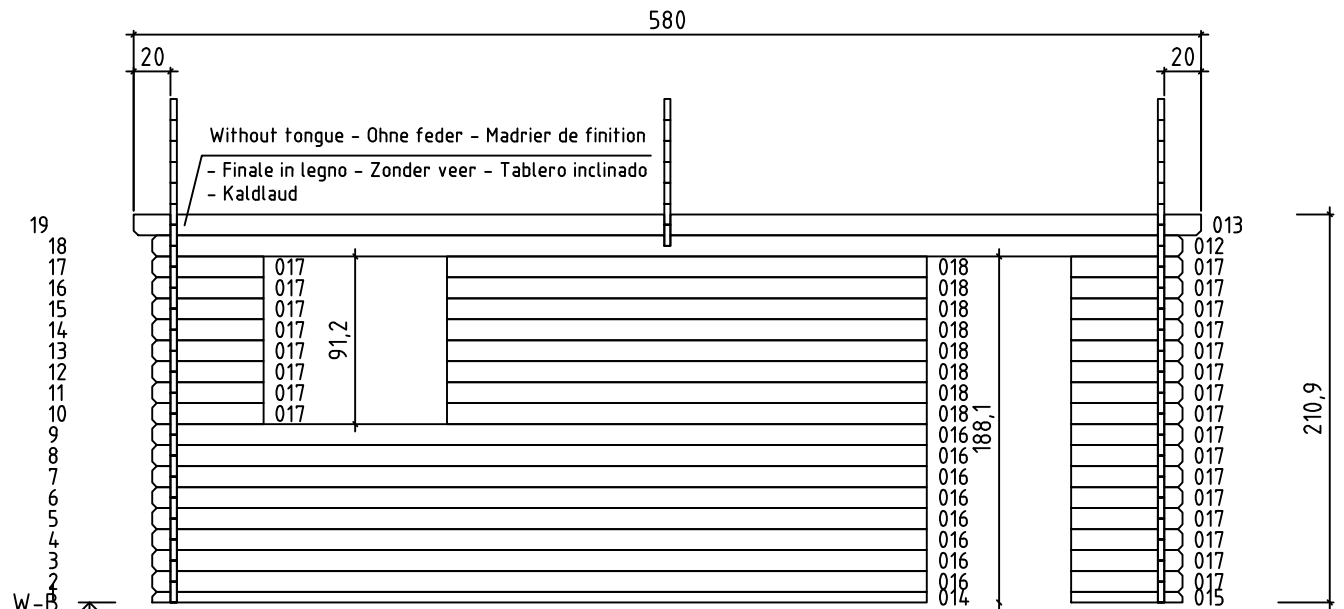 580
20 20
Without tongue - Ohne feder - Madrier de finition
- Finale in legno - Zonder veer - Tablero inclinado
- Kaldlaud
19 013
18 012
17 017 018 017
16 017 018 017
15 017 018 017
14 017 018 017
13 017 018 017
12 017 018 017
11 017 018 017
10 017 018 017
9 016 017
8 016 017
7 016 017
6 016 017
5 016 017
4 016 017
3 016 017
2 016 017
1 014 015
91,2
188,1
210,9
W-B